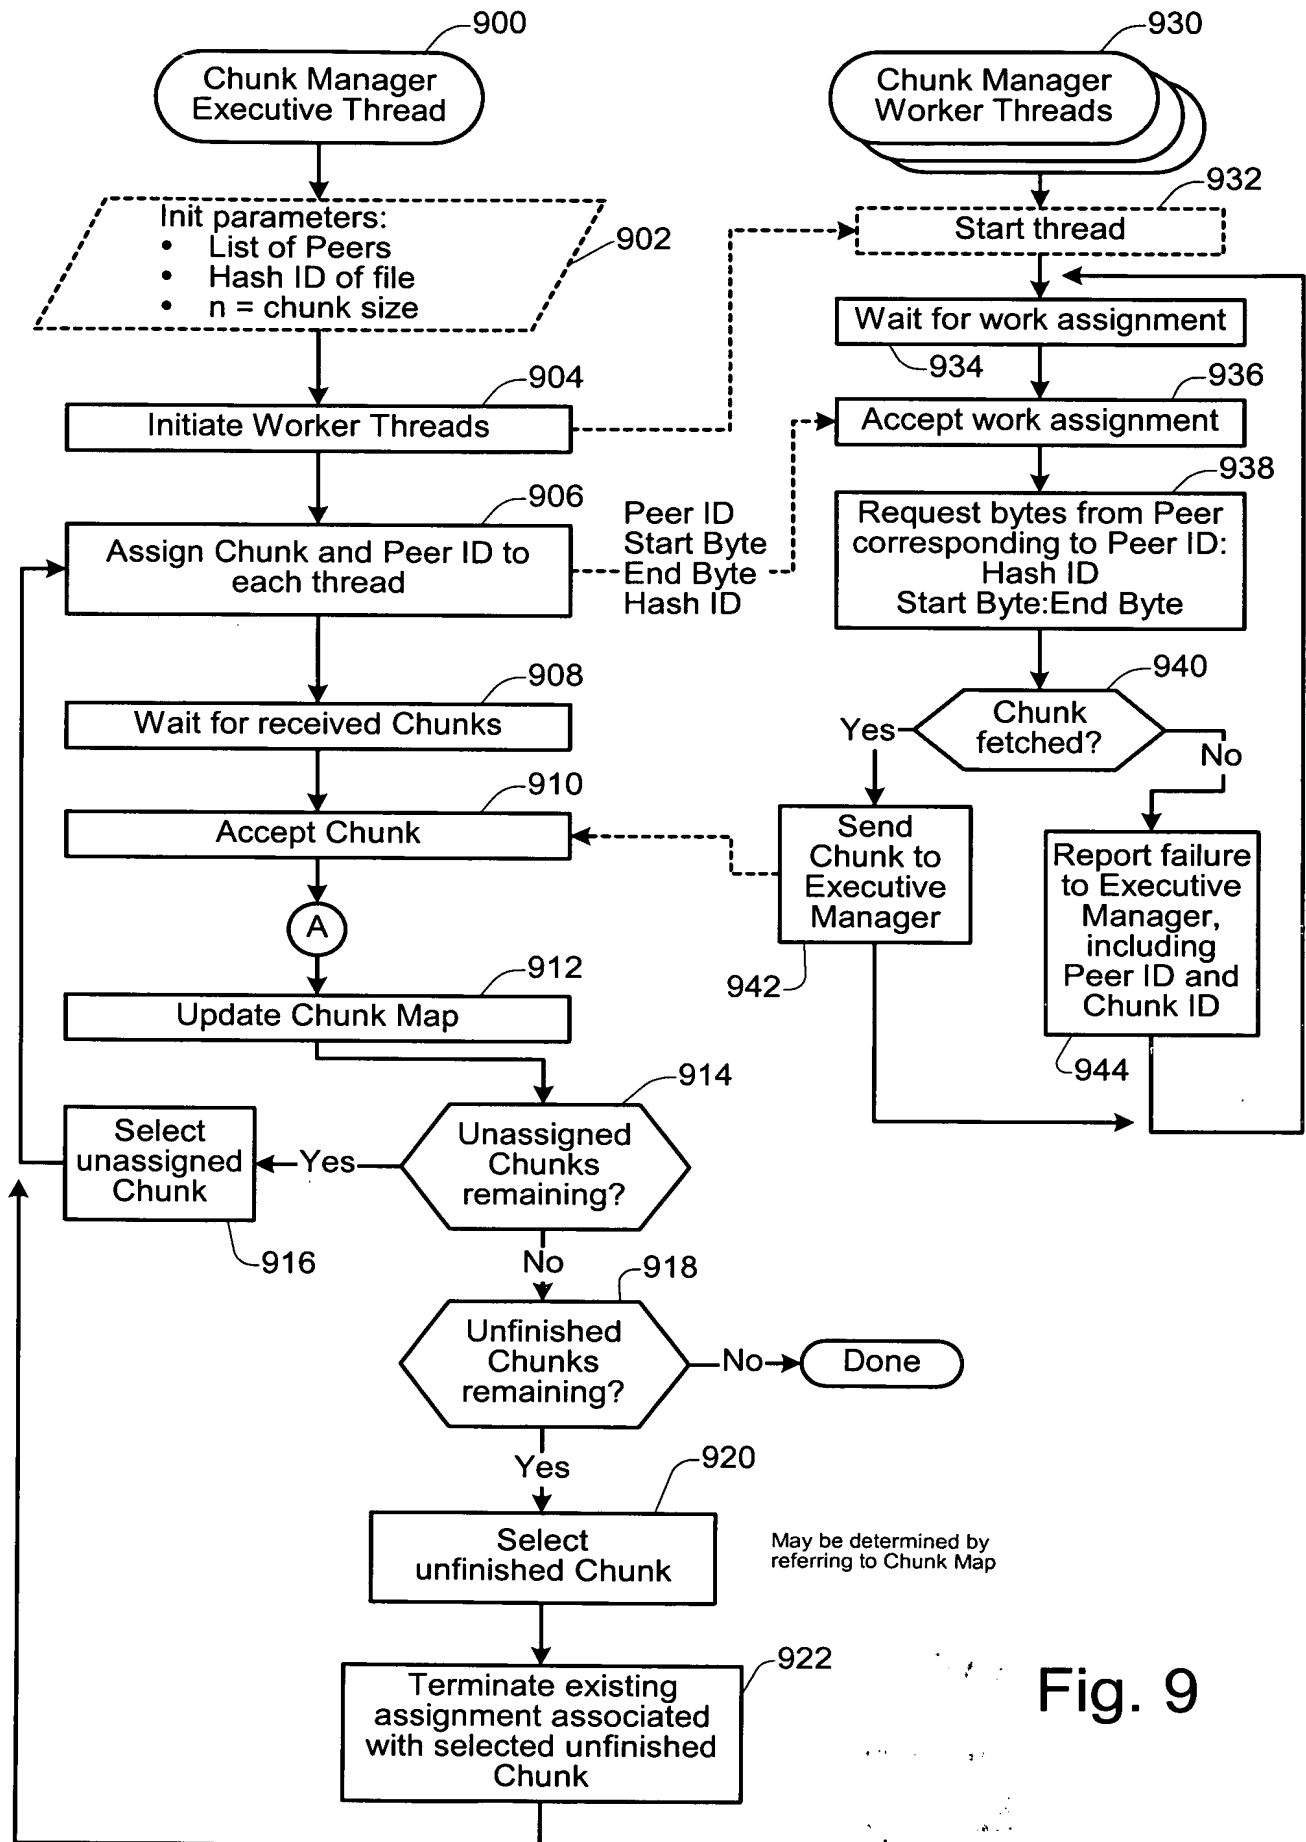 900
Chunk Manager
Executive Thread
Init parameters:
• List of Peers
• Hash ID of file
• n = chunk size
902
904
Initiate Worker Threads
906
Assign Chunk and Peer ID to
each thread
Peer ID
Start Byte
End Byte
Hash ID
908
Wait for received Chunks
910
Accept Chunk
A
912
Update Chunk Map
914
Unassigned
Chunks
remaining?
Yes
Select
unassigned
Chunk
916
No
918
Unfinished
Chunks
remaining?
No
Done
Yes
920
Select
unfinished Chunk
May be determined by
referring to Chunk Map
922
Terminate existing
assignment associated
with selected unfinished
Chunk
930
Chunk Manager
Worker Threads
932
Start thread
Wait for work assignment
934
936
Accept work assignment
938
Request bytes from Peer
corresponding to Peer ID:
Hash ID
Start Byte:End Byte
940
Chunk
fetched?
Yes
No
Send
Chunk to
Executive
Manager
942
Report failure
to Executive
Manager,
including
Peer ID and
Chunk ID
944
Fig. 9